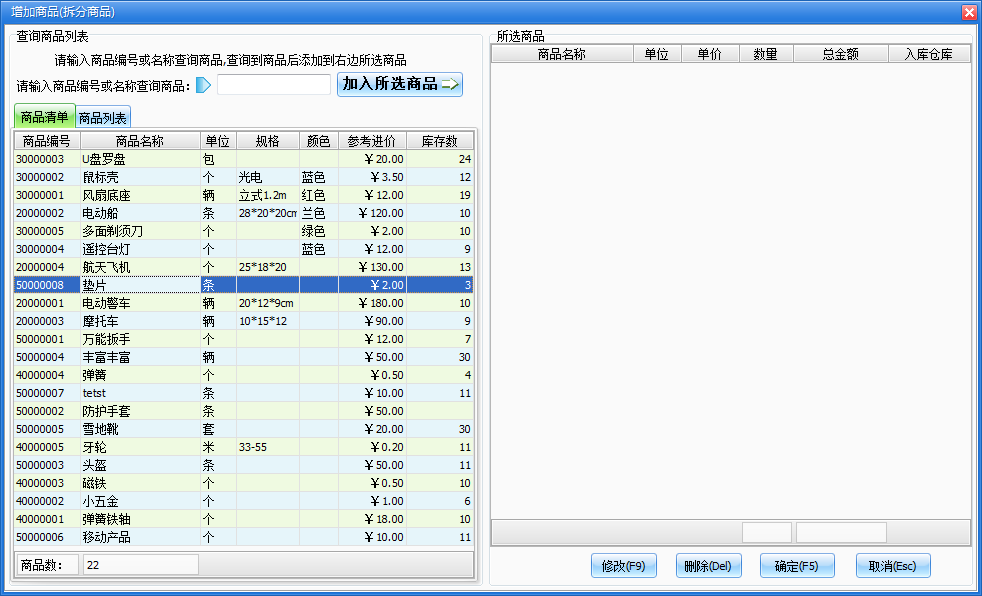 增加商品(拆分商品)
查询商品列表
请输入商品编号或名称查询商品,查询到商品后添加到右边所选商品
请输入商品编号或名称查询商品: 加入所选商品
商品清单 商品列表
商品编号 商品名称 单位 规格 颜色 参考进价 库存数
30000003 U盘罗盘 包 ￥20.00 24
30000002 鼠标壳 个 光电 蓝色 ￥3.50 12
30000001 风扇底座 辆 立式1.2m 红色 ￥12.00 19
20000002 电动船 条 28*20*20cm 兰色 ￥120.00 10
30000005 多面剃须刀 个 绿色 ￥2.00 10
30000004 遥控台灯 个 蓝色 ￥12.00 9
20000004 航天飞机 个 25*18*20 ￥130.00 13
50000008 垫片 条 ￥2.00 3
20000001 电动警车 辆 20*12*9cm ￥180.00 10
20000003 摩托车 辆 10*15*12 ￥90.00 9
50000001 万能扳手 个 ￥12.00 7
50000004 丰富丰富 辆 ￥50.00 30
40000004 弹簧 个 ￥0.50 4
50000007 tetst 条 ￥10.00 11
50000002 防护手套 条 ￥50.00
50000005 雪地靴 套 ￥20.00 30
40000005 牙轮 米 33-55 ￥0.20 11
50000003 头盔 条 ￥50.00 11
40000003 磁铁 个 ￥0.50 10
40000002 小五金 个 ￥1.00 6
40000001 弹簧铁轴 个 ￥18.00 10
50000006 移动产品 个 ￥10.00 11
商品数: 22
所选商品
商品名称 单位 单价 数量 总金额 入库仓库
修改(F9) 删除(Del) 确定(F5) 取消(Esc)